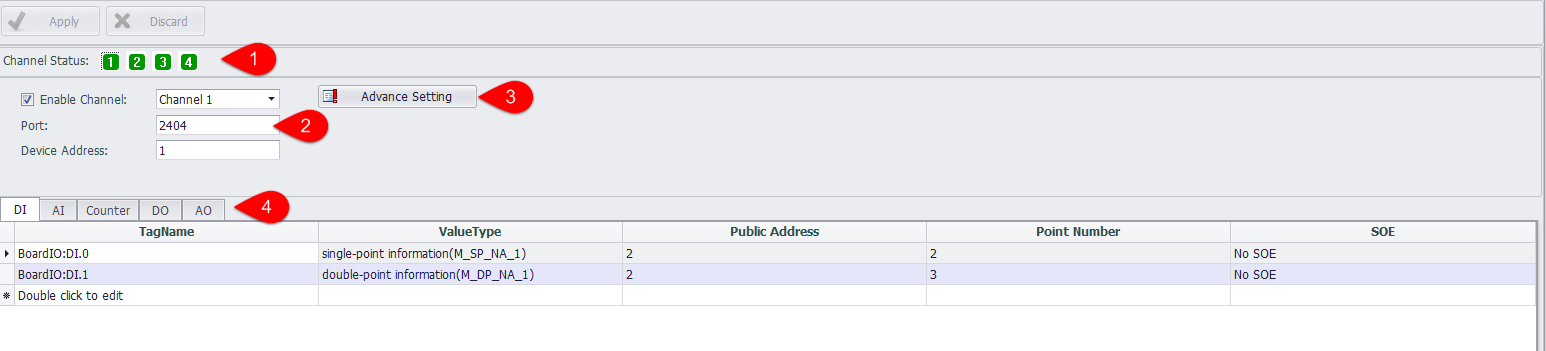 Apply Discard
Channel Status: 1 2 3 4 1
Enable Channel: Channel 1 Advance Setting 3
Port: 2404 2
Device Address: 1
DI AI Counter DO AO 4
TagName ValueType Public Address Point Number SOE
BoardIO:DI.0 single-point information(M_SP_NA_1) 2 2 No SOE
BoardIO:DI.1 double-point information(M_DP_NA_1) 2 3 No SOE
Double click to edit